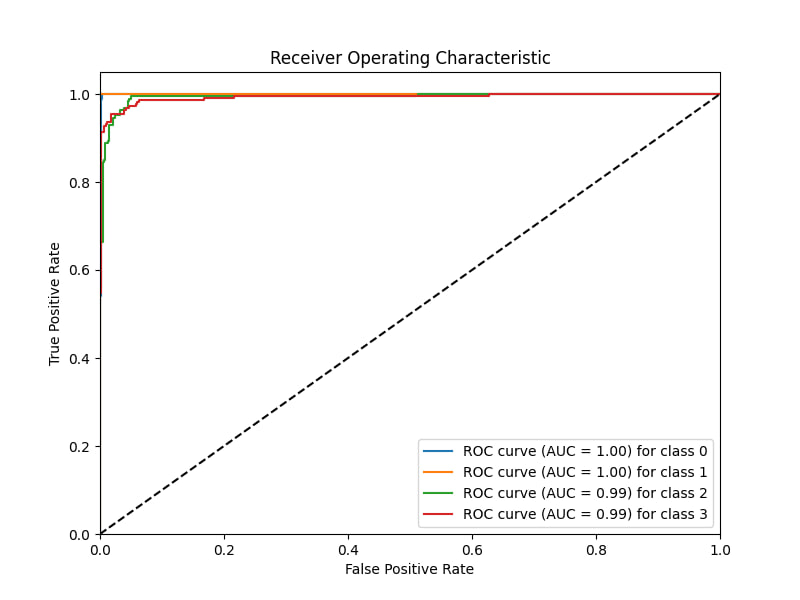 Receiver Operating Characteristic
True Positive Rate
1.0
0.8
0.6
0.4
0.2
0.0
ROC curve (AUC = 1.00) for class 0
ROC curve (AUC = 1.00) for class 1
ROC curve (AUC = 0.99) for class 2
ROC curve (AUC = 0.99) for class 3
0.0 0.2 0.4 0.6 0.8 1.0
False Positive Rate